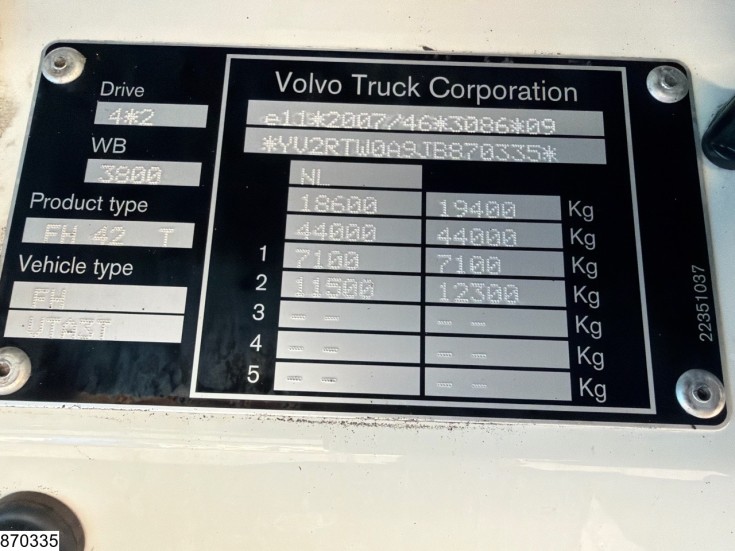 Drive
4*2
WB
3800
Product type
FH 42 T
Vehicle type
FH
VTA3T
Volvo Truck Corporation
e11*2007/46*3086*09
*YV2RTW0A9JB870335*
NL
18600 19400 Kg
44000 44000 Kg
1 7100 7100 Kg
2 11500 12300 Kg
3 -- -- -- -- Kg
4 -- -- -- -- Kg
5 -- -- -- -- Kg
22351037
870335